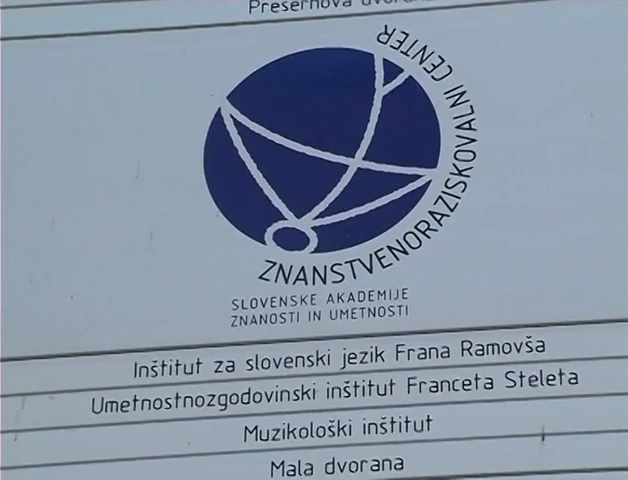 Prešernova dvorana
ZNANSTVENORAZISKOVALNI CENTER
SLOVENSKE AKADEMIJE
ZNANOSTI IN UMETNOSTI
Inštitut za slovenski jezik Frana Ramovša
Umetnostnozgodovinski inštitut Franceta Steleta
Muzikološki inštitut
Mala dvorana